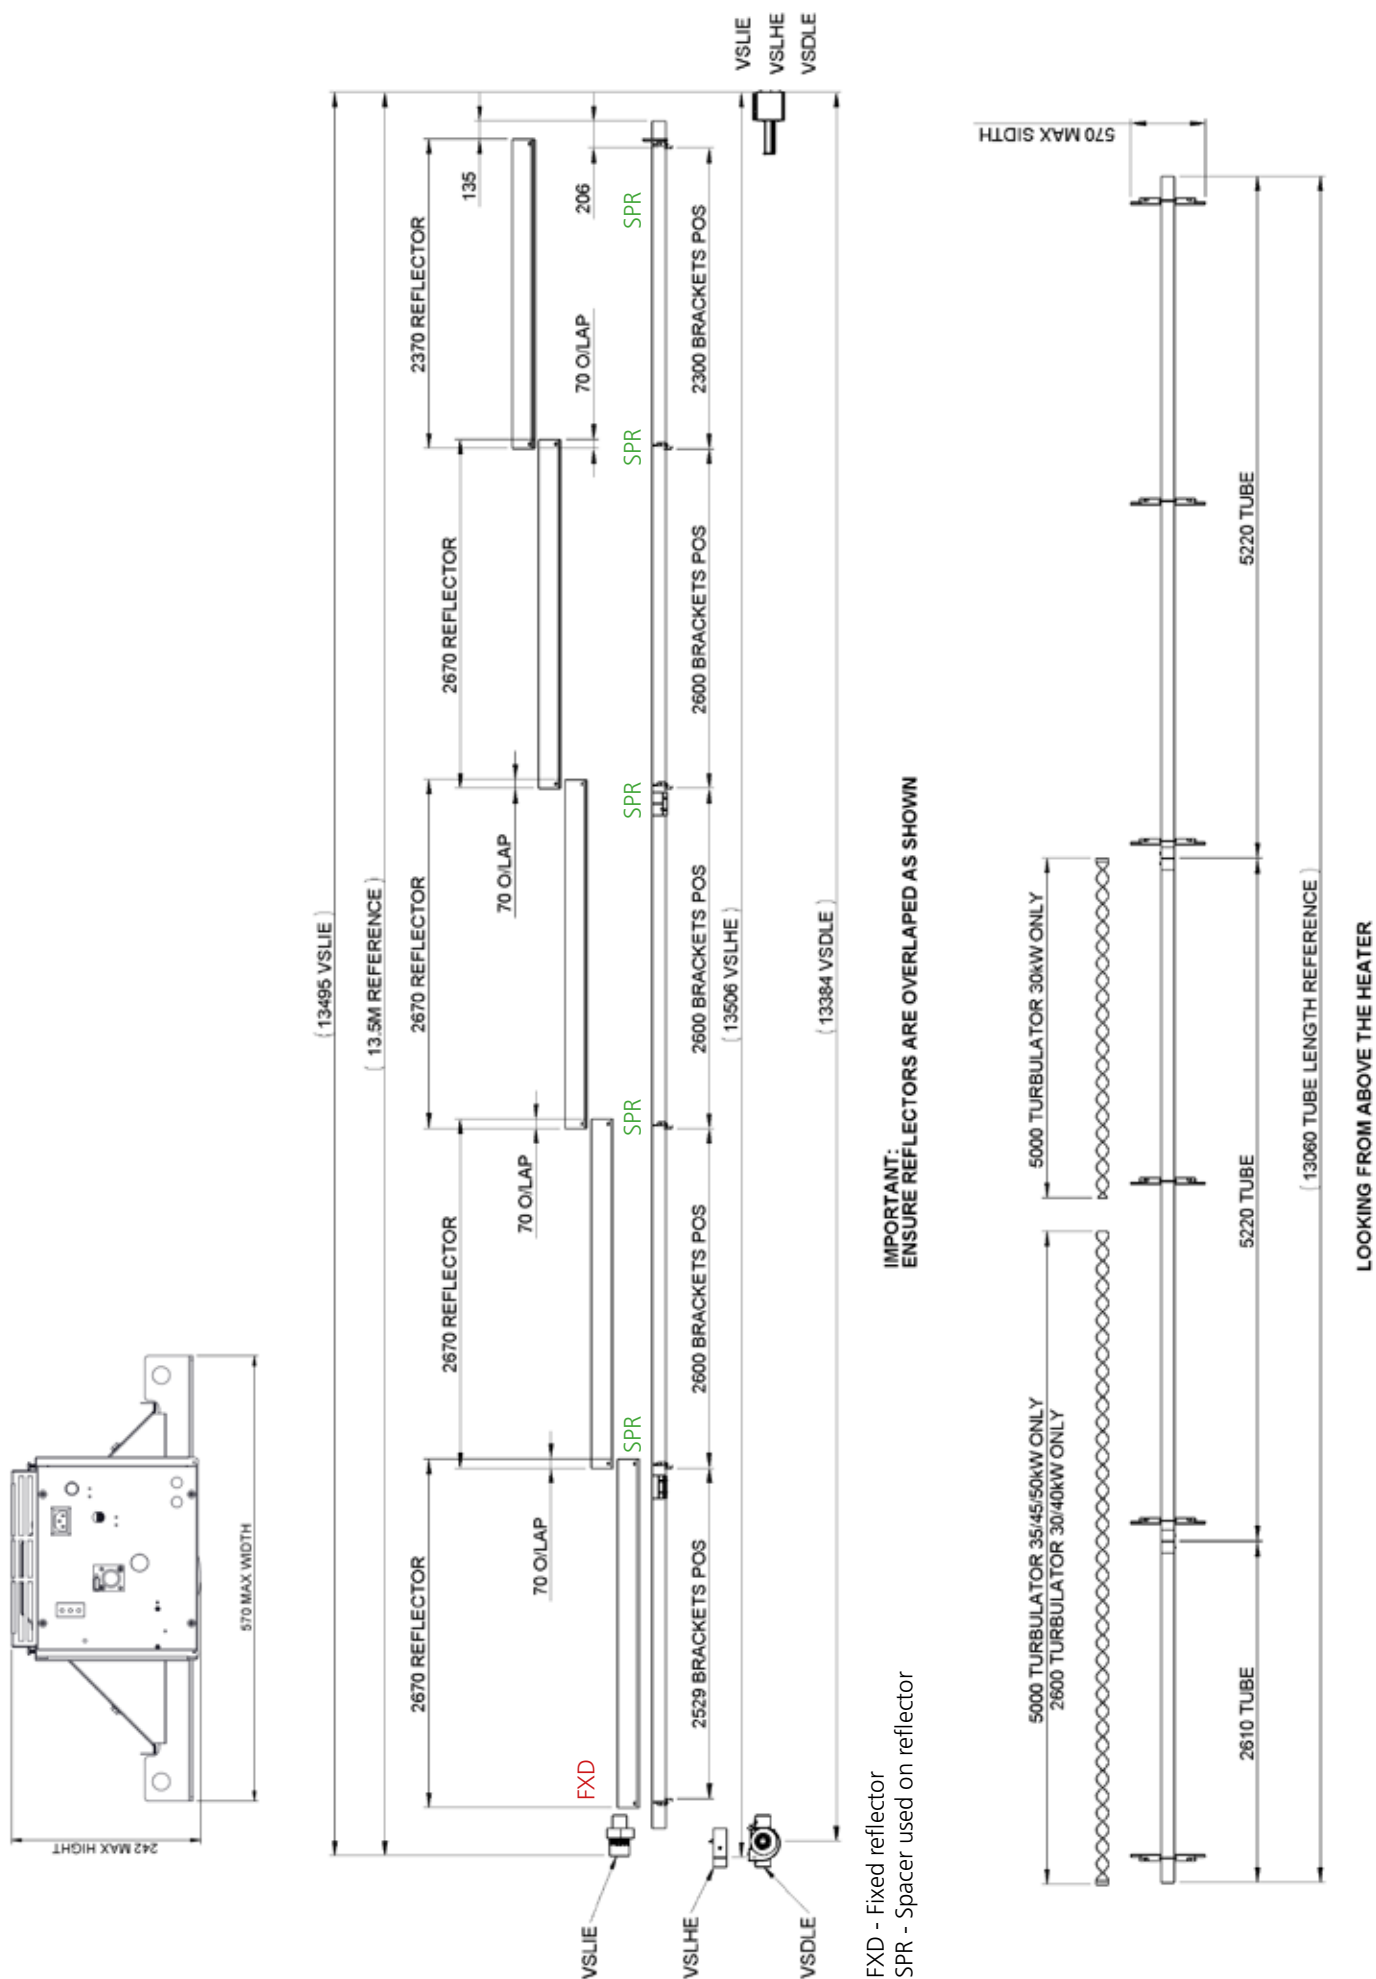 242 MAX HIGHT
570 MAX WIDTH
( 13495 VSLIE )
( 13.5M REFERENCE )
2670 REFLECTOR
2670 REFLECTOR
2670 REFLECTOR
2670 REFLECTOR
2370 REFLECTOR
135
70 O/LAP
70 O/LAP
70 O/LAP
70 O/LAP
206
FXD
SPR
SPR
SPR
SPR
SPR
2529 BRACKETS POS
2600 BRACKETS POS
2600 BRACKETS POS
2600 BRACKETS POS
2300 BRACKETS POS
( 13506 VSLHE )
( 13384 VSDLE )
VSLIE
VSLHE
VSDLE
VSLIE
VSLHE
VSDLE
FXD - Fixed reflector
SPR - Spacer used on reflector
IMPORTANT:
ENSURE REFLECTORS ARE OVERLAPED AS SHOWN
5000 TURBULATOR 35/45/50kW ONLY
2600 TURBULATOR 30/40kW ONLY
5000 TURBULATOR 30kW ONLY
570 MAX SIDTH
2610 TUBE
5220 TUBE
5220 TUBE
( 13060 TUBE LENGTH REFERENCE )
LOOKING FROM ABOVE THE HEATER